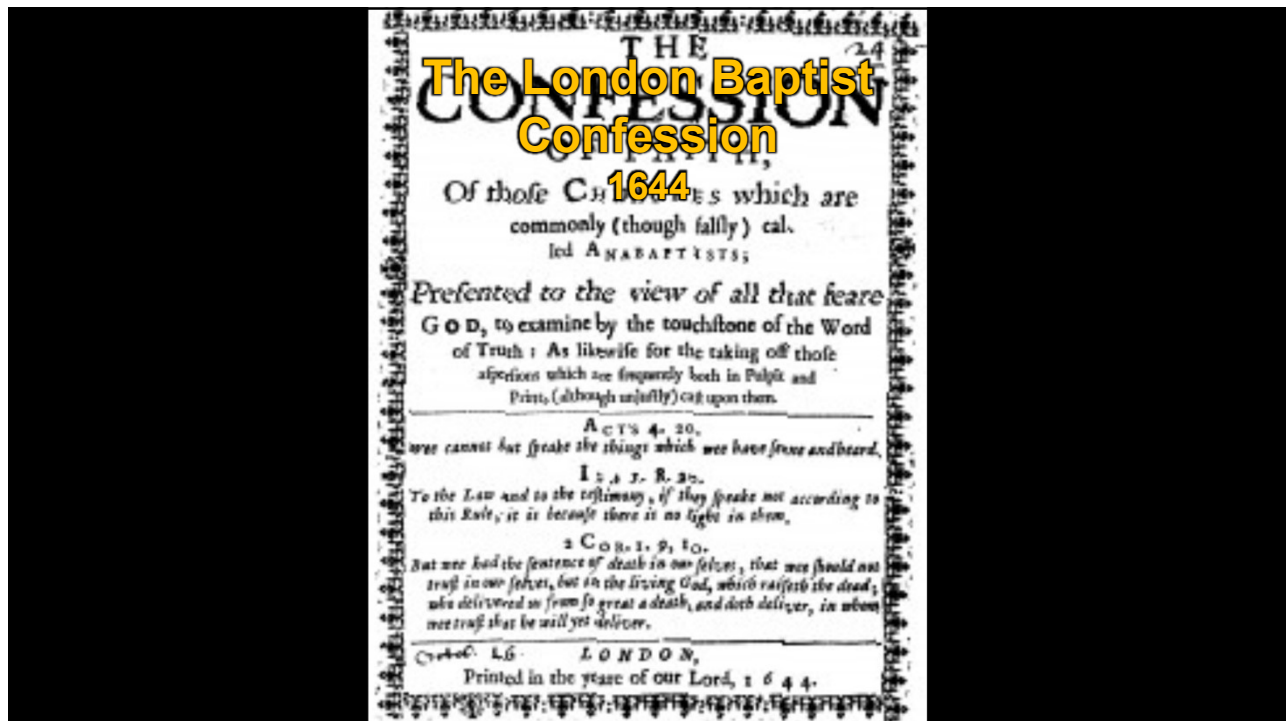 THE
24
The London Baptist
CONFESSION
Confession
OF FAITH,
1644
Of thoſe CHURCHES which are
commonly (though falſly) cal-
led ANABAPTISTS;
Preſented to the view of all that feare
GOD, to examine by the touchſtone of the Word
of Truth: As likewiſe for the taking off thoſe
aſperſions which are frequently both in Pulpit and
Print, (although unjuſtly) caſt upon them.
ACTS 4. 20.
wee cannot but ſpeake the things which wee have ſeene and heard.
To the Law and to the teſtimony, if they ſpeake not according to
this Rule, it is becauſe there is no light in them.
2 COR. 1. 9, 10.
But wee had the ſentence of death in our ſelves, that wee ſhould not
truſt in our ſelves, but in the living God, which raiſeth the dead;
who delivered us from ſo great a death, and doth deliver, in whom
wee truſt that he will yet deliver.
16. LONDON,
Printed in the yeare of our Lord, 1644.